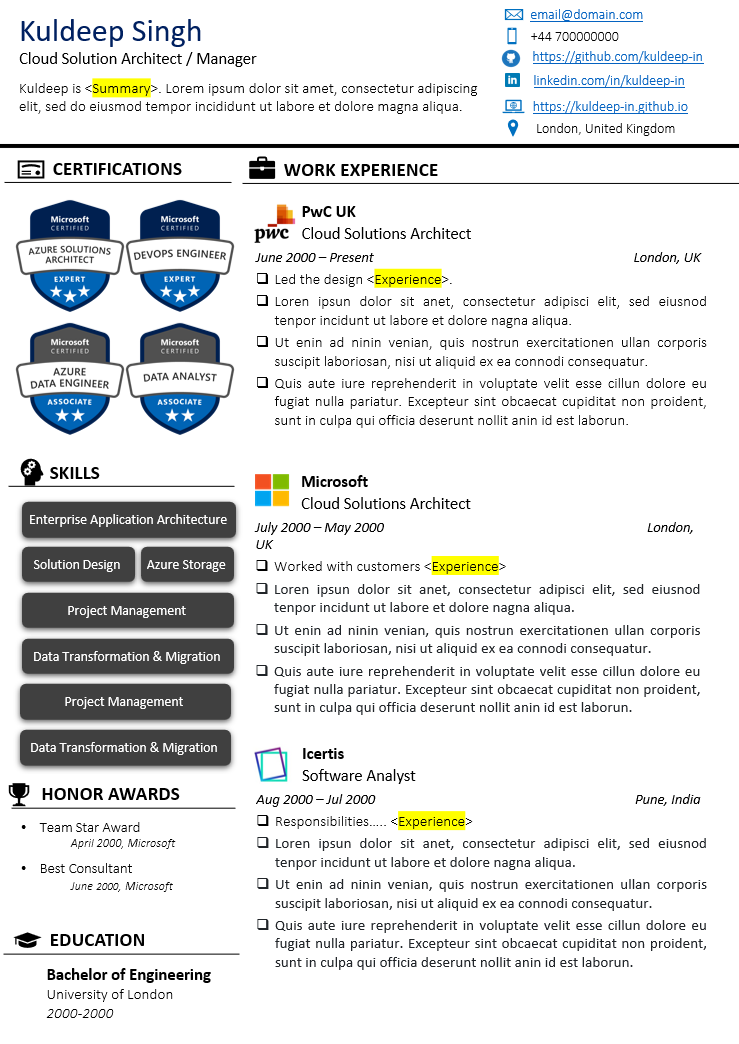 Kuldeep Singh
Cloud Solution Architect / Manager
Kuldeep is <Summary>. Lorem ipsum dolor sit amet, consectetur adipiscing
elit, sed do eiusmod tempor incididunt ut labore et dolore magna aliqua.
email@domain.com
+44 700000000
https://github.com/kuldeep-in
linkedin.com/in/kuldeep-in
https://kuldeep-in.github.io
London, United Kingdom
CERTIFICATIONS
Microsoft
CERTIFIED
AZURE SOLUTIONS
ARCHITECT
EXPERT
Microsoft
CERTIFIED
DEVOPS ENGINEER
EXPERT
Microsoft
CERTIFIED
AZURE
DATA ENGINEER
ASSOCIATE
Microsoft
CERTIFIED
DATA ANALYST
ASSOCIATE
SKILLS
Enterprise Application Architecture
Solution Design
Azure Storage
Project Management
Data Transformation & Migration
Project Management
Data Transformation & Migration
HONOR AWARDS
• Team Star Award
April 2000, Microsoft
• Best Consultant
June 2000, Microsoft
EDUCATION
Bachelor of Engineering
University of London
2000-2000
WORK EXPERIENCE
pwc
PwC UK
Cloud Solutions Architect
June 2000 – Present London, UK
❑ Led the design <Experience>.
❑ Loren ipsun dolor sit anet, consectetur adipisci elit, sed eiusnod
tenpor incidunt ut labore et dolore nagna aliqua.
❑ Ut enin ad ninin venian, quis nostrun exercitationen ullan corporis
suscipit laboriosan, nisi ut aliquid ex ea connodi consequatur.
❑ Quis aute iure reprehenderit in voluptate velit esse cillun dolore eu
fugiat nulla pariatur. Excepteur sint obcaecat cupiditat non proident,
sunt in culpa qui officia deserunt nollit anin id est laborun.
Microsoft
Cloud Solutions Architect
July 2000 – May 2000 London,
UK
❑ Worked with customers <Experience>
❑ Loren ipsun dolor sit anet, consectetur adipisci elit, sed eiusnod
tenpor incidunt ut labore et dolore nagna aliqua.
❑ Ut enin ad ninin venian, quis nostrun exercitationen ullan corporis
suscipit laboriosan, nisi ut aliquid ex ea connodi consequatur.
❑ Quis aute iure reprehenderit in voluptate velit esse cillun dolore eu
fugiat nulla pariatur. Excepteur sint obcaecat cupiditat non proident,
sunt in culpa qui officia deserunt nollit anin id est laborun.
Icertis
Software Analyst
Aug 2000 – Jul 2000 Pune, India
❑ Responsibilities..... <Experience>
❑ Loren ipsun dolor sit anet, consectetur adipisci elit, sed eiusnod
tenpor incidunt ut labore et dolore nagna aliqua.
❑ Ut enin ad ninin venian, quis nostrun exercitationen ullan corporis
suscipit laboriosan, nisi ut aliquid ex ea connodi consequatur.
❑ Quis aute iure reprehenderit in voluptate velit esse cillun dolore eu
fugiat nulla pariatur. Excepteur sint obcaecat cupiditat non proident,
sunt in culpa qui officia deserunt nollit anin id est laborun.